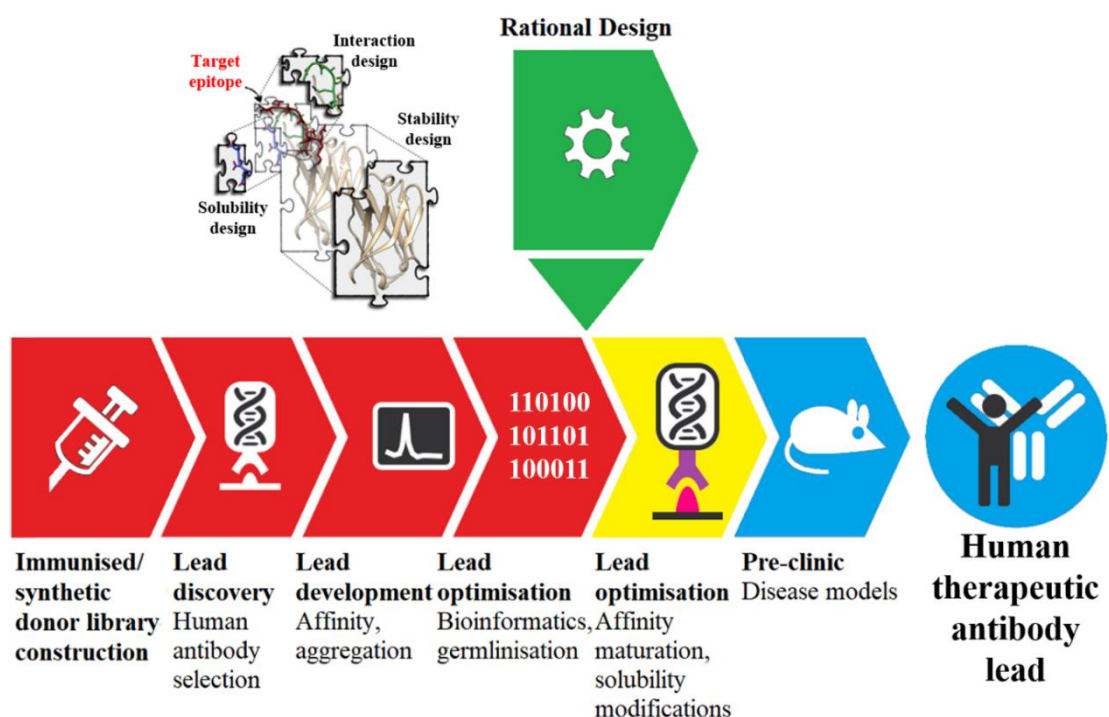 Rational Design
Interaction
design
Target
epitope
Stability
design
Solubility
design
110100
101101
100011
Immunised/
synthetic
donor library
construction
Lead
discovery
Human
antibody
selection
Lead
development
Affinity,
aggregation
Lead
optimisation
Bioinformatics,
germlinisation
Lead
optimisation
Affinity
maturation,
solubility
modifications
Pre-clinic
Disease models
Human
therapeutic
antibody
lead